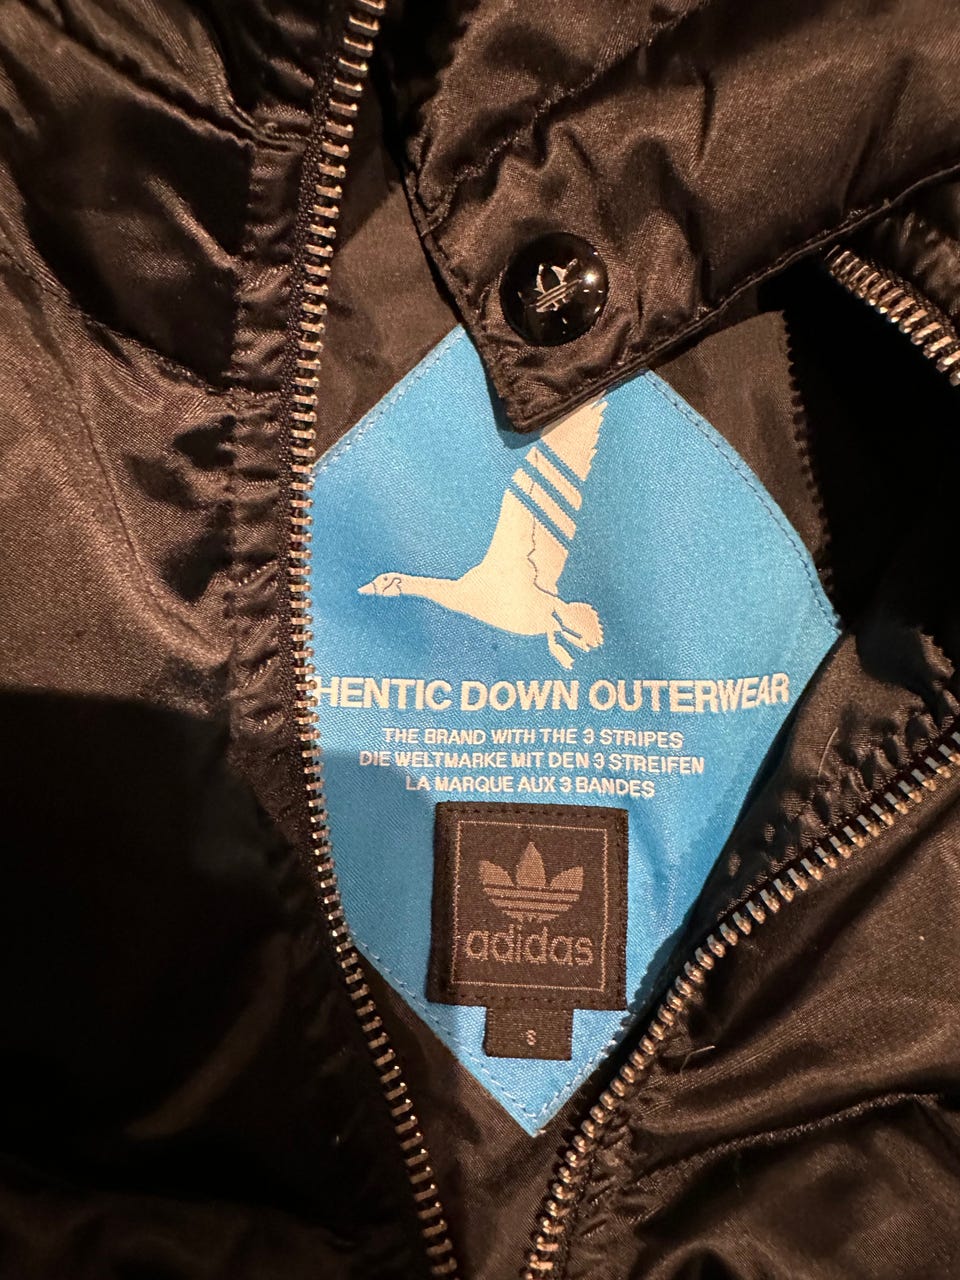 HENTIC DOWN OUTERWEAR
THE BRAND WITH THE 3 STRIPES
DIE WELTMARKE MIT DEN 3 STREIFEN
LA MARQUE AUX 3 BANDES
adidas